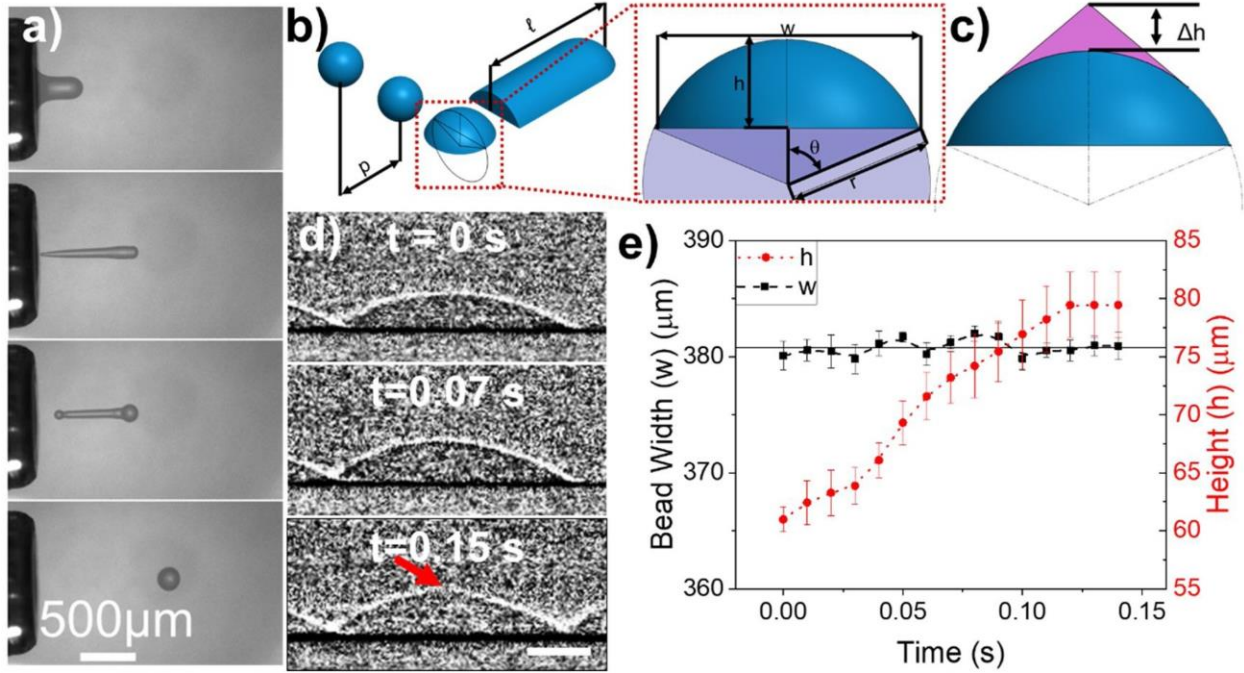 a)
500μm
b)
ℓ
p
w
h
θ
r
c)
Δh
d)
t = 0 s
t=0.07 s
t=0.15 s
e)
390
380
370
360
Bead Width (w) (μm)
h
w
85
80
75
70
65
60
55
Height (h) (μm)
0.00
0.05
0.10
0.15
Time (s)